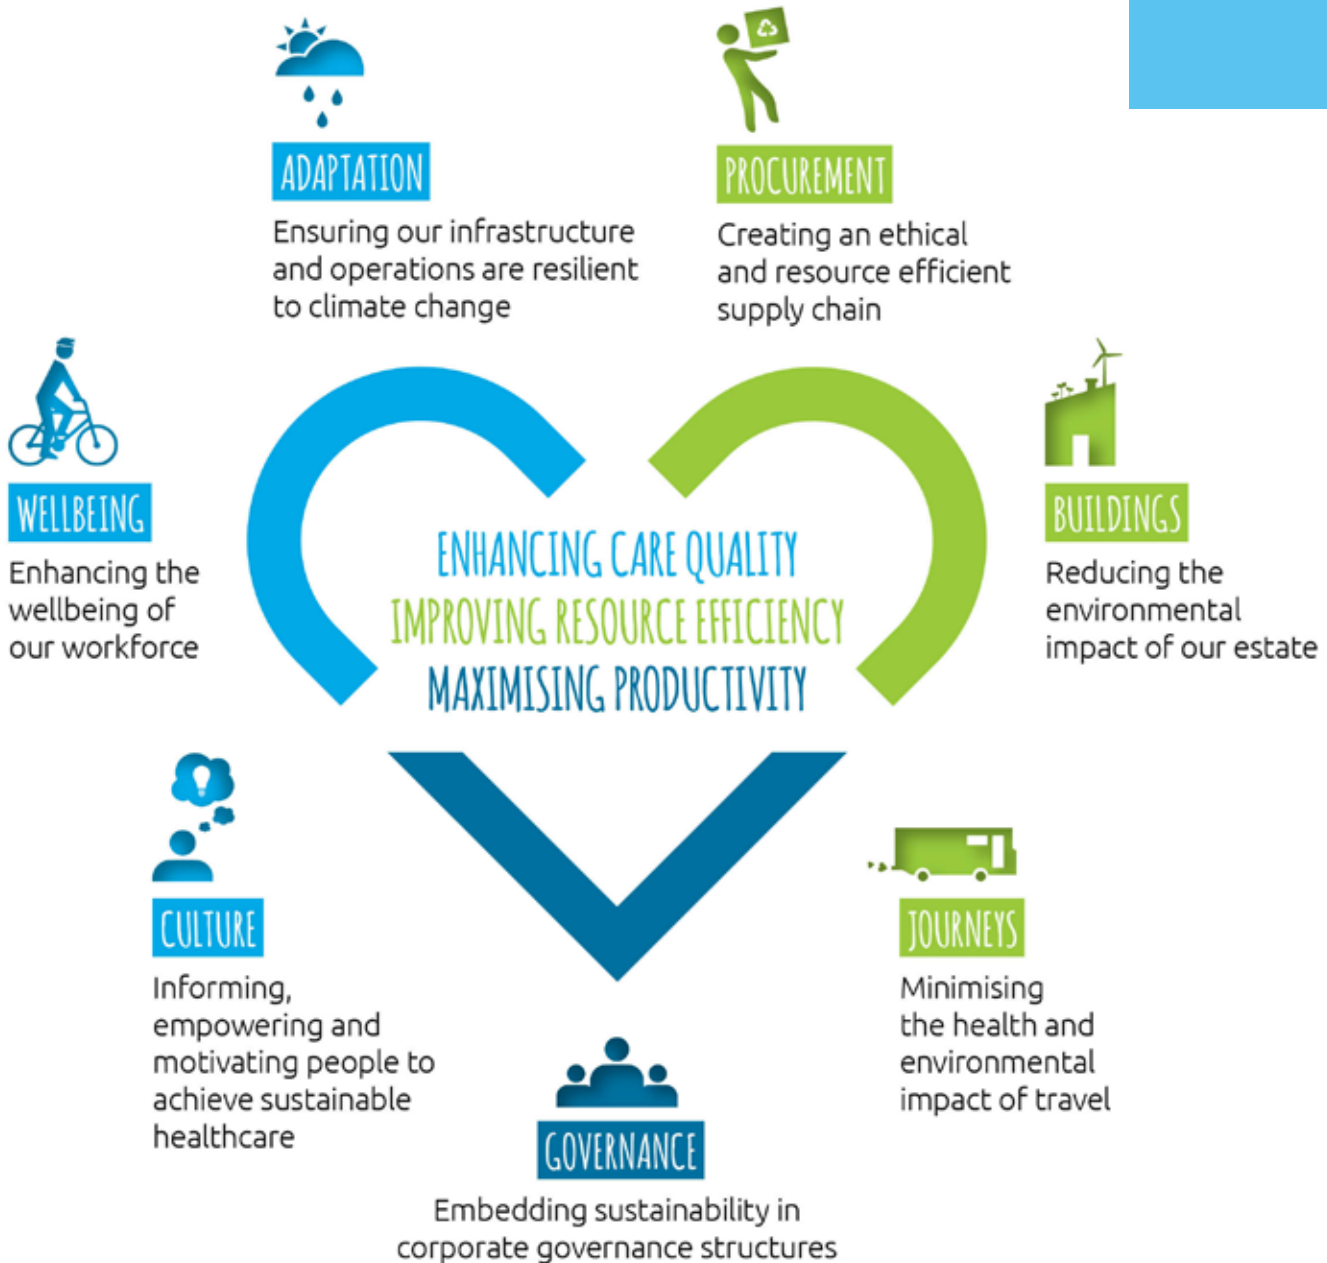 ADAPTATION
Ensuring our infrastructure
and operations are resilient
to climate change
PROCUREMENT
Creating an ethical
and resource efficient
supply chain
WELLBEING
Enhancing the
wellbeing of
our workforce
ENHANCING CARE QUALITY
IMPROVING RESOURCE EFFICIENCY
MAXIMISING PRODUCTIVITY
BUILDINGS
Reducing the
environmental
impact of our estate
CULTURE
Informing,
empowering and
motivating people to
achieve sustainable
healthcare
JOURNEYS
Minimising
the health and
environmental
impact of travel
GOVERNANCE
Embedding sustainability in
corporate governance structures